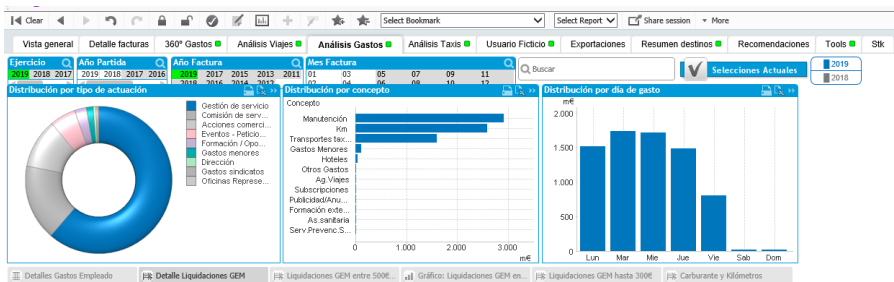 Clear Select Bookmark Select Report Share session More
Vista general Detalle facturas 360º Gastos Análisis Viajes Análisis Gastos Análisis Taxis Usuario Ficticio Exportaciones Resumen destinos Recomendaciones Tools Stk
Ejercicio Año Partida Año Factura Mes Factura
2019 2018 2017 2019 2018 2017 2016 2019 2017 2015 2013 2011 01 03 05 07 09 11
2018 2016 2014 2012 02 04 06 08 10 12
Buscar
Selecciones Actuales
2019
2018
Distribución por tipo de actuación
Gestión de servicio
Comisión de serv...
Acciones comerci...
Eventos - Peticio...
Formación / Opo...
Gastos menores
Dirección
Gastos sindicatos
Oficinas Represe...
Distribución por concepto
Concepto
Manutención
Km
Transportes tax...
Gastos Menores
Hoteles
Otros Gastos
Ag.Viajes
Subscripciones
Publicidad/Anu...
Formación exte...
As.sanitaria
Serv.Prevenc.S...
0 1.000 2.000 3.000
m€
Distribución por día de gasto
m€
2.000
1.500
1.000
500
0
Lun Mar Mie Jue Vie Sab Dom
Detalles Gastos Empleado Detalle Liquidaciones GEM Liquidaciones GEM entre 500€... Gráfico: Liquidaciones GEM en... Liquidaciones GEM hasta 300€ Carburante y Kilómetros